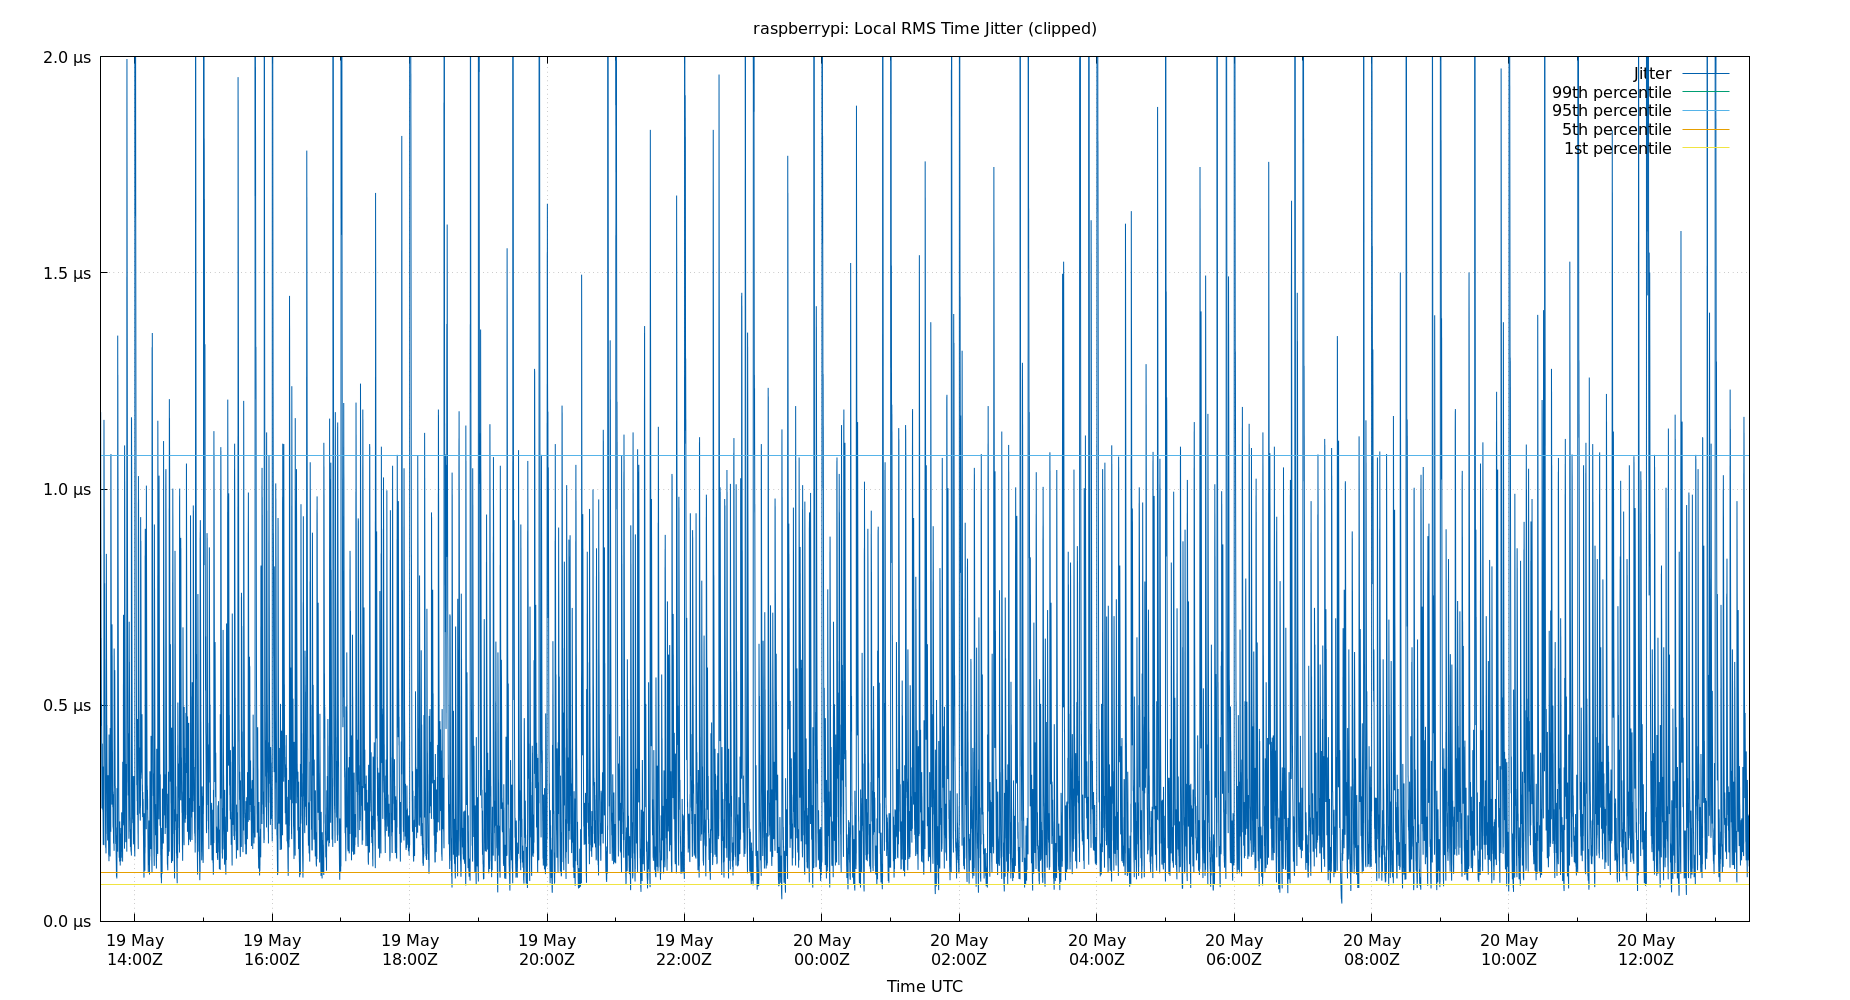 raspberrypi: Local RMS Time Jitter (clipped)
2.0 µs
1.5 µs
1.0 µs
0.5 µs
0.0 µs
Jitter
99th percentile
95th percentile
5th percentile
1st percentile
19 May 19 May 19 May 19 May 19 May 20 May 20 May 20 May 20 May 20 May 20 May 20 May
14:00Z 16:00Z 18:00Z 20:00Z 22:00Z 00:00Z 02:00Z 04:00Z 06:00Z 08:00Z 10:00Z 12:00Z
Time UTC